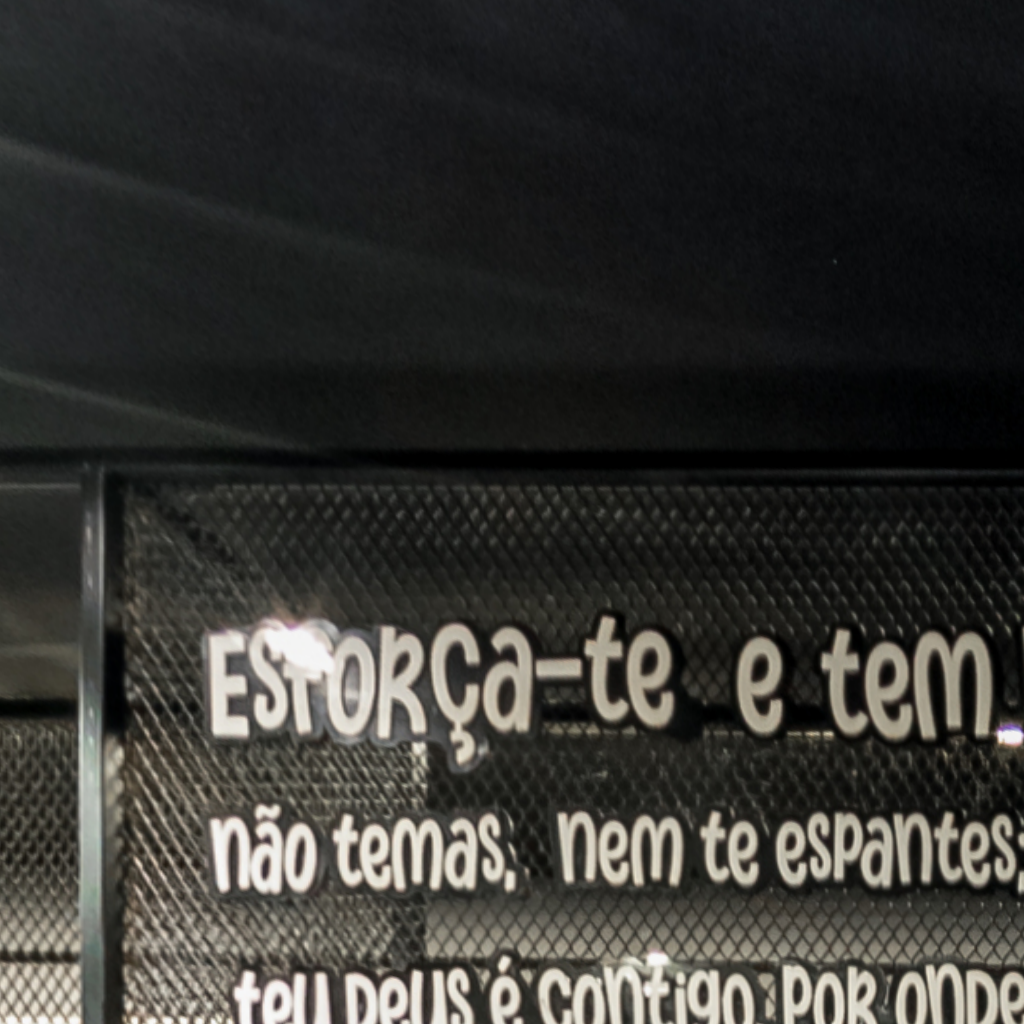 Esforça-te e tem
não temas, nem te espantes;
teu Deus é contigo por onde